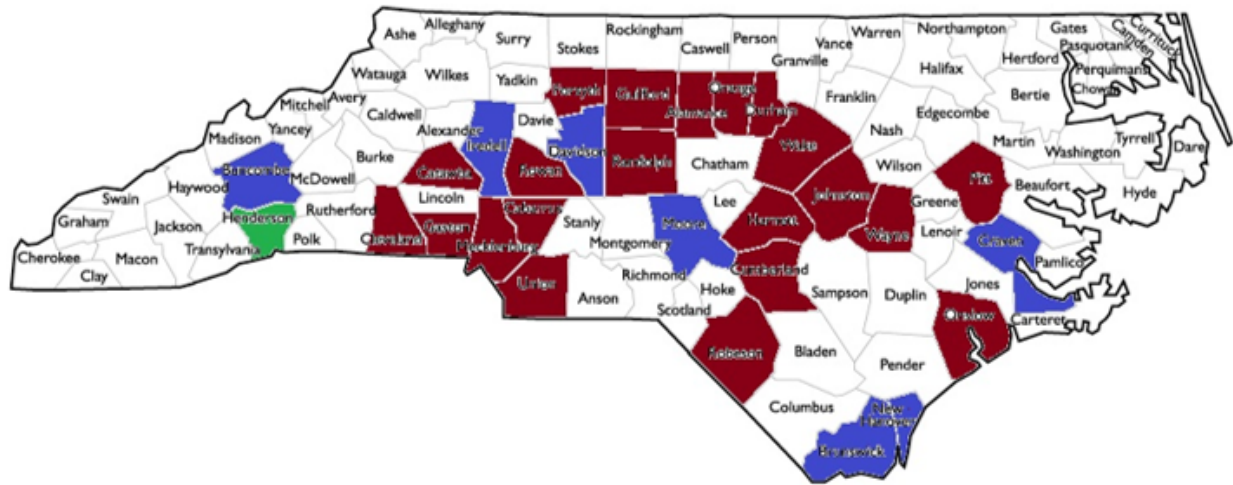 Ashe
Alleghany
Surry
Stokes
Rockingham
Caswell
Person
Granville
Vance
Warren
Northampton
Gates
Currituck
Camden
Pasquotank
Perquimans
Chowan
Hertford
Halifax
Bertie
Watauga
Wilkes
Yadkin
Forsyth
Guilford
Alamance
Orange
Durham
Franklin
Nash
Edgecombe
Martin
Washington
Tyrrell
Dare
Mitchell
Avery
Caldwell
Alexander
Iredell
Davie
Davidson
Randolph
Chatham
Wake
Wilson
Pitt
Beaufort
Hyde
Madison
Yancey
Burke
Catawba
Rowan
Johnston
Greene
Buncombe
McDowell
Lincoln
Lee
Haywood
Swain
Graham
Jackson
Henderson
Rutherford
Polk
Cleveland
Gaston
Mecklenburg
Cabarrus
Stanly
Montgomery
Moore
Harnett
Wayne
Lenoir
Craven
Pamlico
Cherokee
Clay
Macon
Transylvania
Union
Anson
Richmond
Scotland
Hoke
Cumberland
Sampson
Duplin
Jones
Onslow
Carteret
Robeson
Bladen
Pender
Columbus
New
Hanover
Brunswick